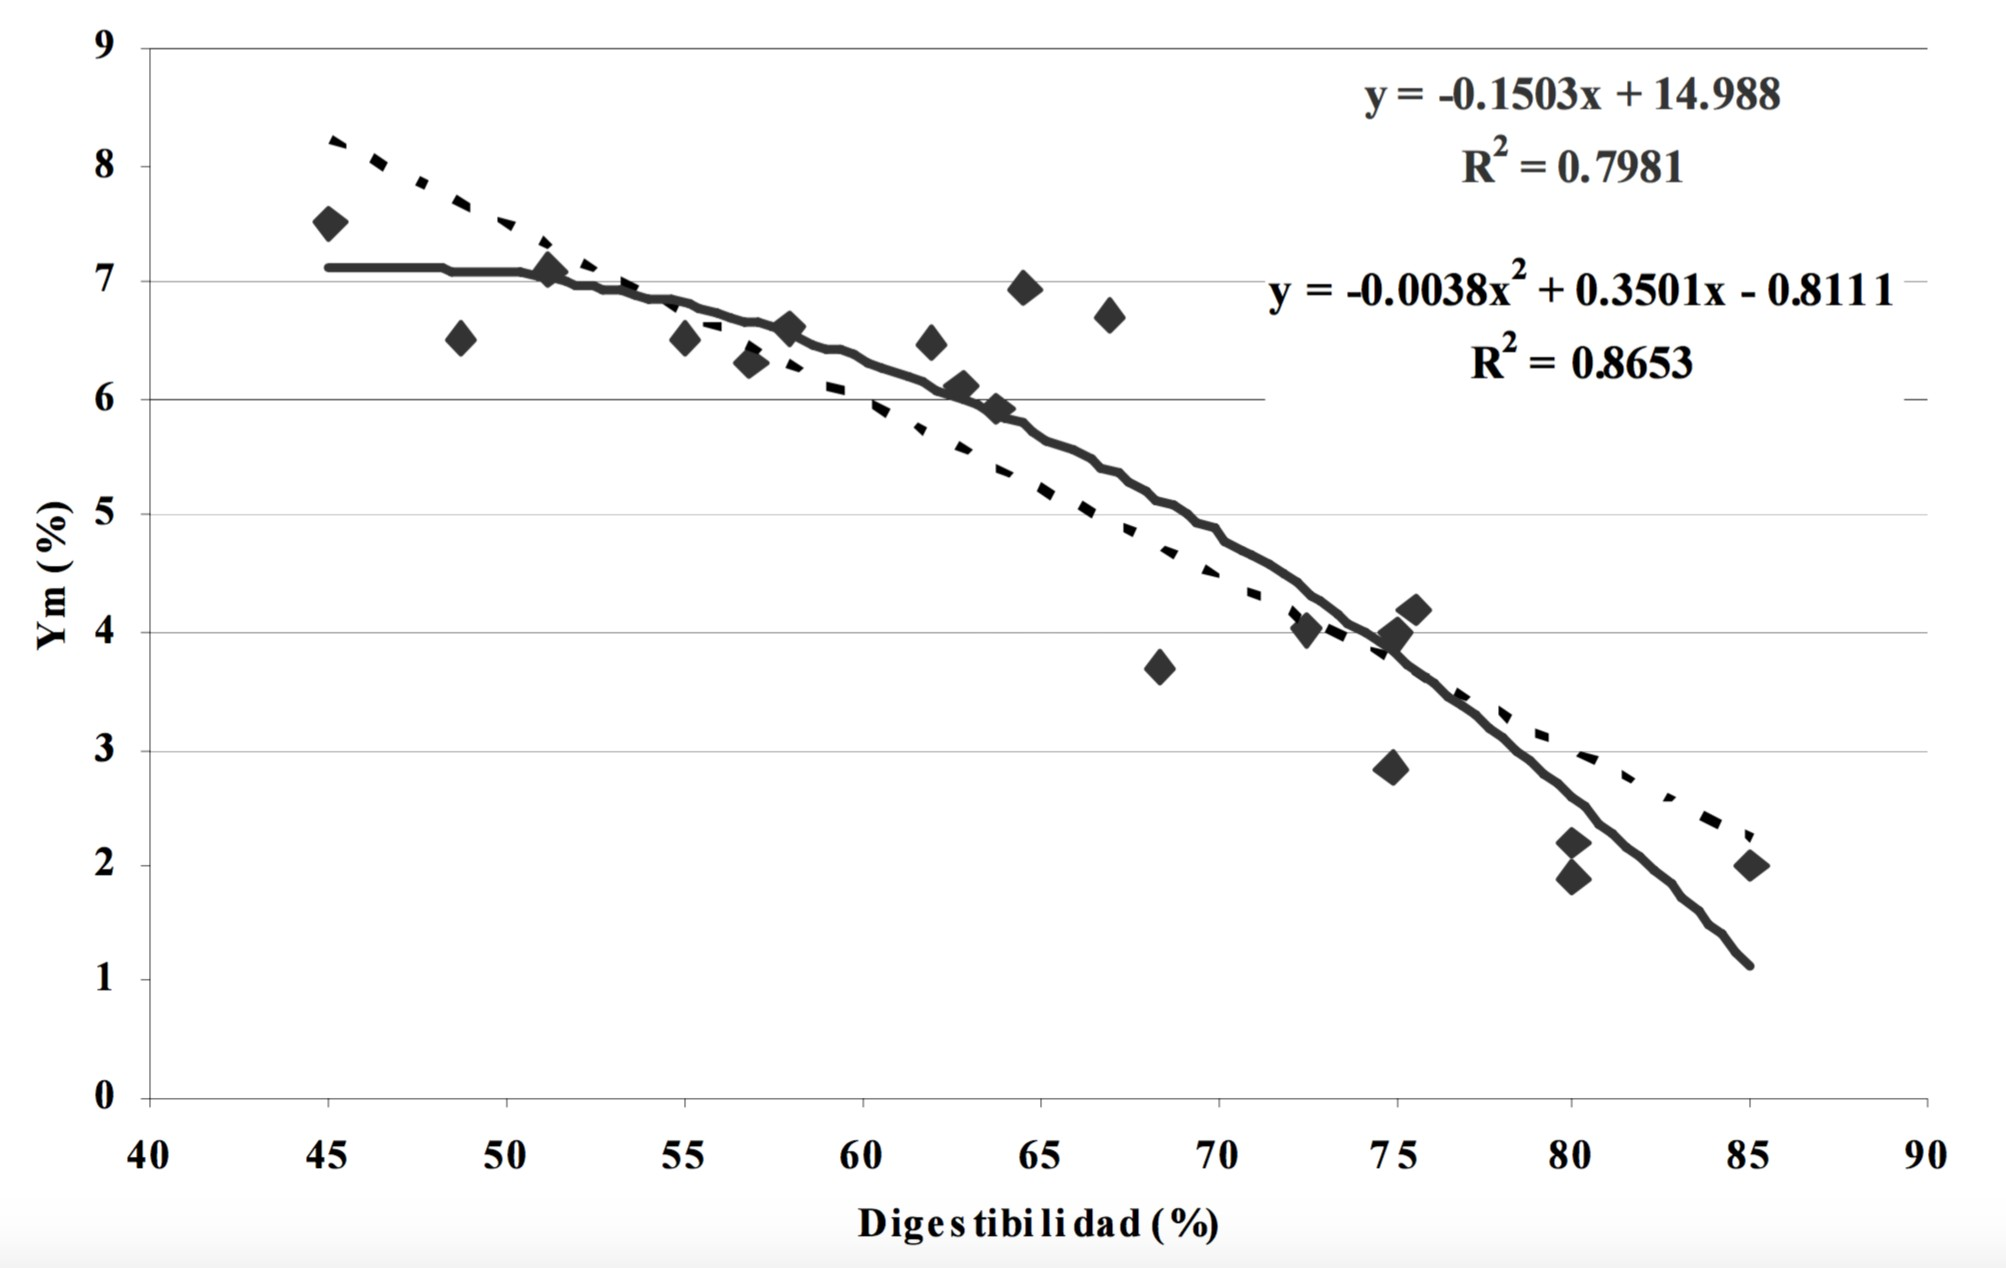 9
8
7
6
5
4
3
2
1
0
Ym (%)
y = -0.1503x + 14.988
R² = 0.7981
y = -0.0038x² + 0.3501x - 0.8111
R² = 0.8653
40 45 50 55 60 65 70 75 80 85 90
Digestibilidad (%)